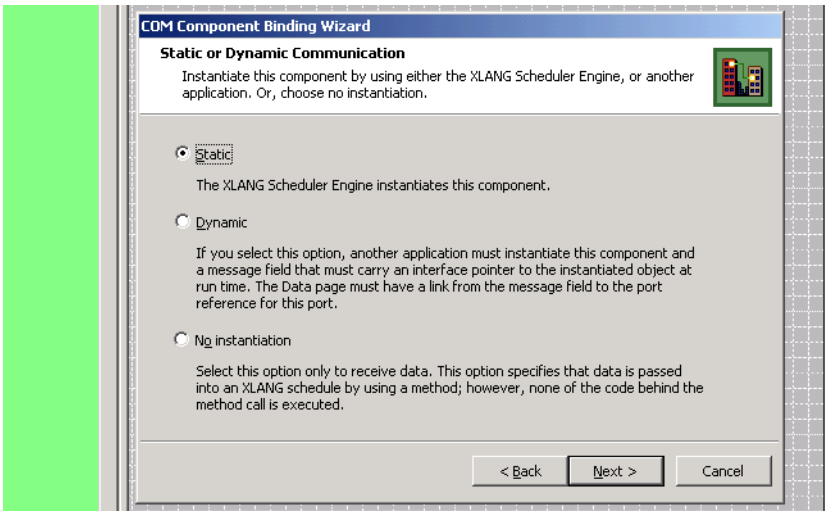 COM Component Binding Wizard
Static or Dynamic Communication
Instantiate this component by using either the XLANG Scheduler Engine, or another
application. Or, choose no instantiation.
Static
The XLANG Scheduler Engine instantiates this component.
Dynamic
If you select this option, another application must instantiate this component and
a message field that must carry an interface pointer to the instantiated object at
run time. The Data page must have a link from the message field to the port
reference for this port.
No instantiation
Select this option only to receive data. This option specifies that data is passed
into an XLANG schedule by using a method; however, none of the code behind the
method call is executed.
< Back Next > Cancel